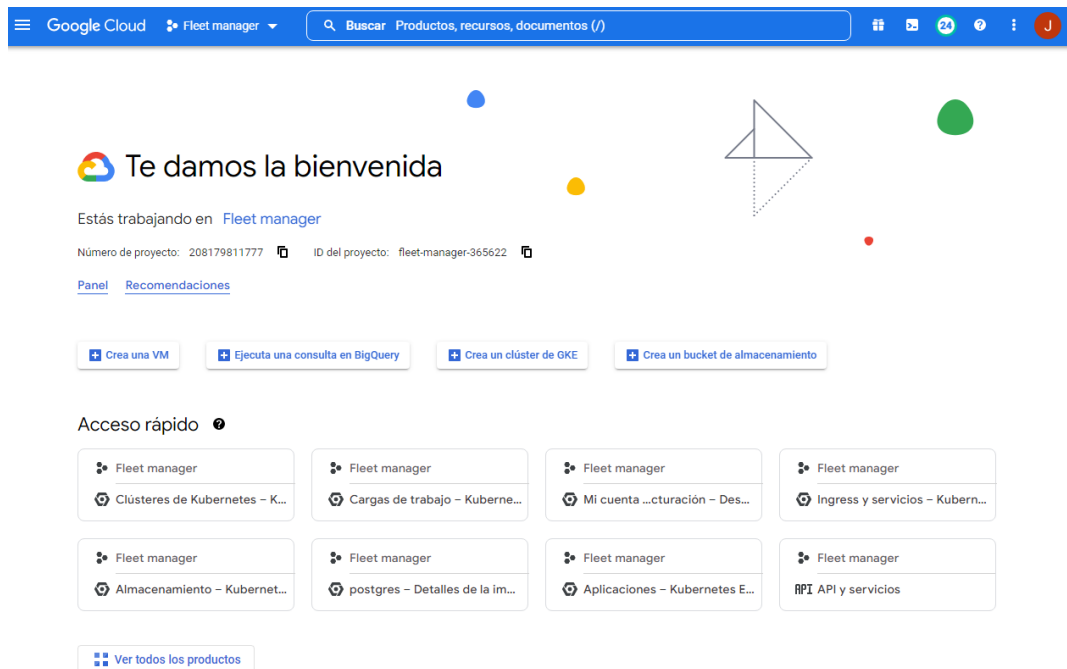 Google Cloud Fleet manager Buscar Productos, recursos, documentos (/) 24 J
Te damos la bienvenida
Estás trabajando en Fleet manager
Número de proyecto: 208179811777 ID del proyecto: fleet-manager-365622
Panel Recomendaciones
Crea una VM Ejecuta una consulta en BigQuery Crea un clúster de GKE Crea un bucket de almacenamiento
Acceso rápido
Fleet manager Fleet manager Fleet manager Fleet manager
Clústeres de Kubernetes – K... Cargas de trabajo – Kuberne... Mi cuenta ...cturación – Des... Ingress y servicios – Kubern...
Fleet manager Fleet manager Fleet manager Fleet manager
Almacenamiento – Kubernet... postgres – Detalles de la im... Aplicaciones – Kubernetes E... API API y servicios
Ver todos los productos